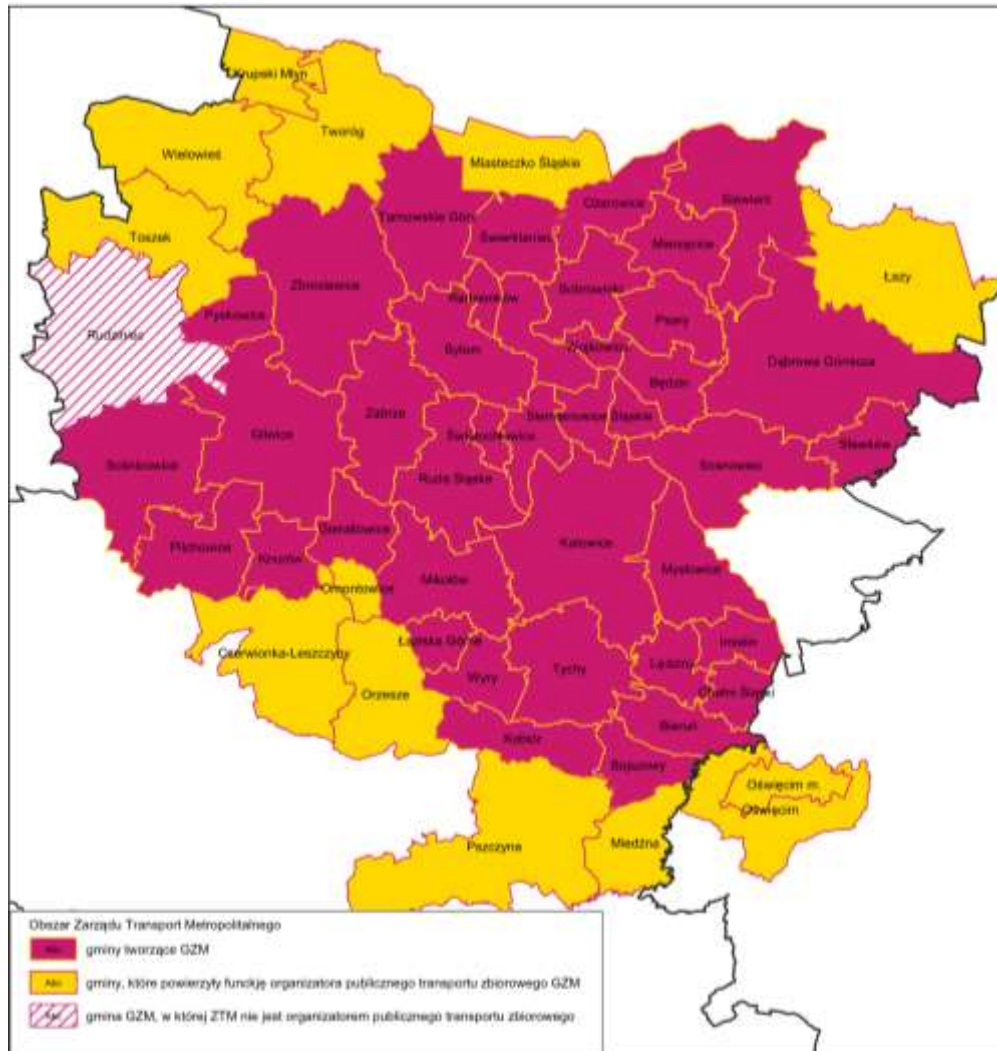 Krupski Młyn
Tworóg
Wielowieś
Miasteczko Śląskie
Ożarowice
Siewierz
Tarnowskie Góry
Toszek
Świerklaniec
Mierzęcice
Łazy
Zbrosławice
Bobrowniki
Radzionków
Pyskowice
Psary
Rudziniec
Wojkowice
Bytom
Dąbrowa Górnicza
Będzin
Zabrze
Siemianowice Śląskie
Gliwice
Świętochłowice
Sławków
Sośnicowice
Sosnowiec
Ruda Śląska
Gierałtowice
Katowice
Pilchowice
Knurów
Mysłowice
Mikołów
Ornontowice
Łaziska Górne
Imielin
Czerwionka-Leszczyny
Lędziny
Tychy
Wyry
Orzesze
Chełm Śląski
Bieruń
Kobiór
Bojszowy
Oświęcim m.
Oświęcim
Pszczyna
Miedźna
Obszar Zarządu Transport Metropolitalnego
gminy tworzące GZM
gminy, które powierzyły funckję organizatora publicznego transportu zbiorowego GZM
gmina GZM, w której ZTM nie jest organizatorem publicznego transportu zbiorowego